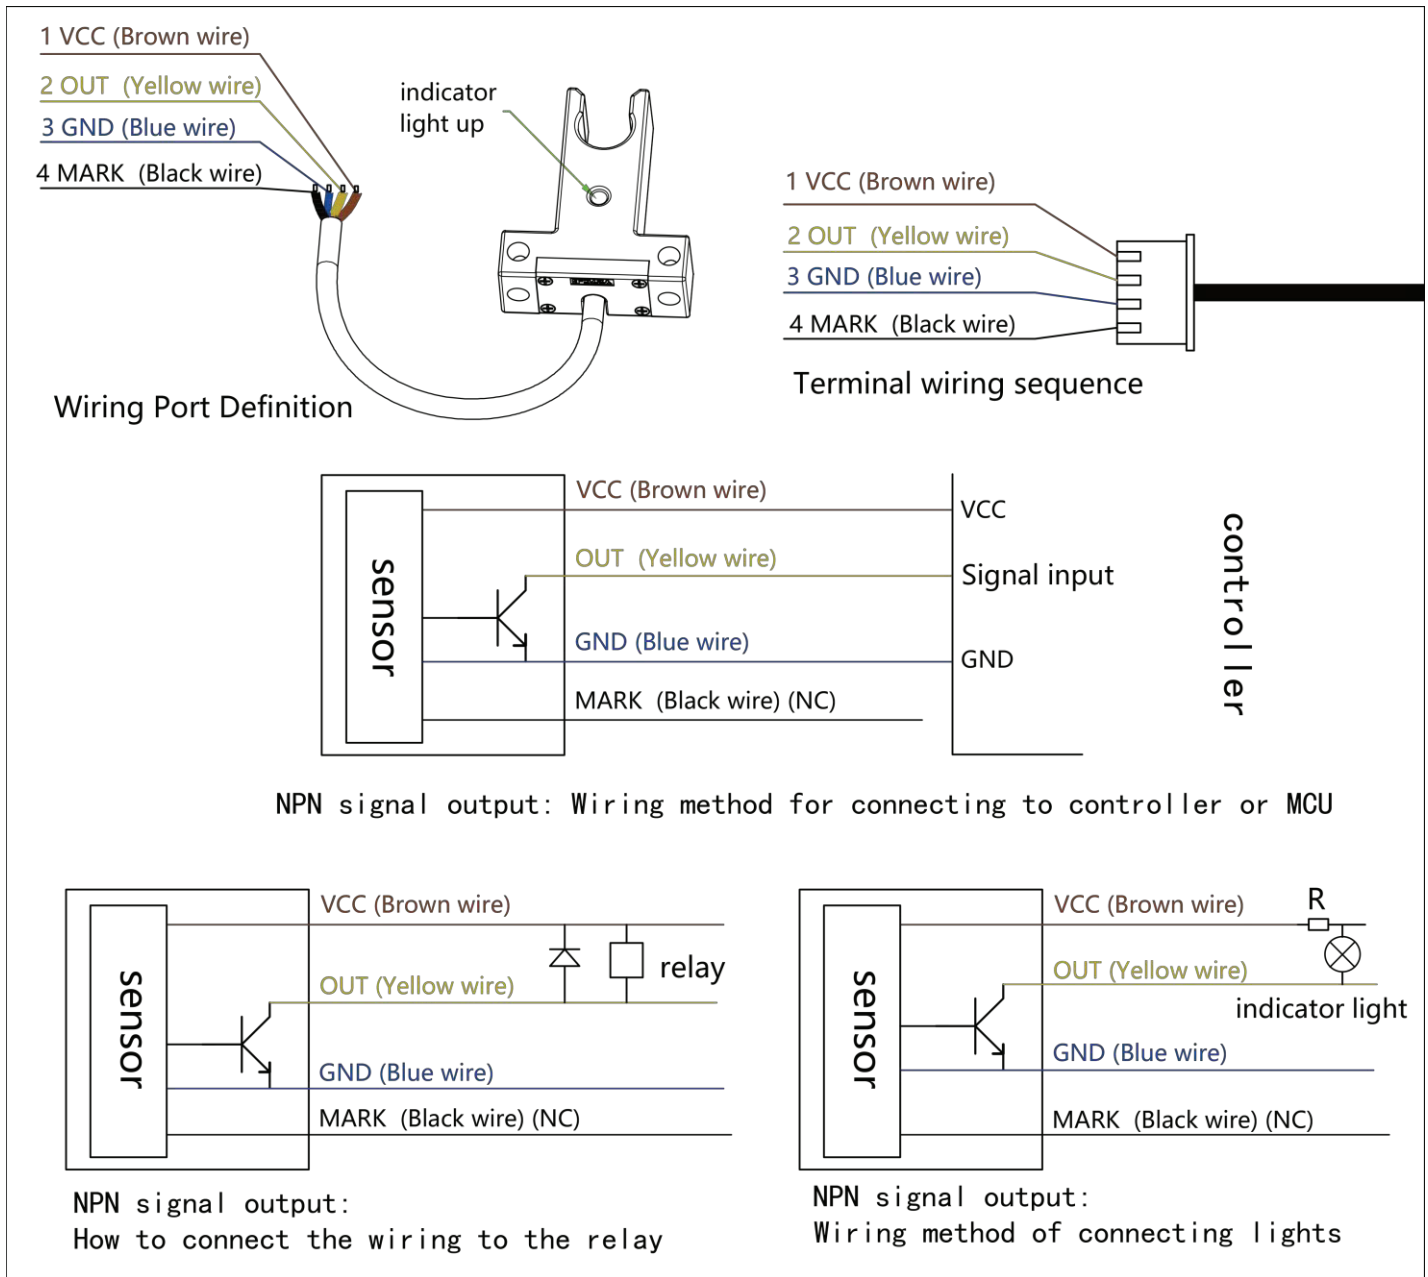 1 VCC (Brown wire)
2 OUT (Yellow wire)
3 GND (Blue wire)
4 MARK (Black wire)
indicator
light up
Wiring Port Definition
1 VCC (Brown wire)
2 OUT (Yellow wire)
3 GND (Blue wire)
4 MARK (Black wire)
Terminal wiring sequence
sensor
VCC (Brown wire)
OUT (Yellow wire)
GND (Blue wire)
MARK (Black wire) (NC)
VCC
Signal input
GND
controller
NPN signal output: Wiring method for connecting to controller or MCU
sensor
VCC (Brown wire)
OUT (Yellow wire)
GND (Blue wire)
MARK (Black wire) (NC)
relay
NPN signal output:
How to connect the wiring to the relay
sensor
VCC (Brown wire)
R
OUT (Yellow wire)
indicator light
GND (Blue wire)
MARK (Black wire) (NC)
NPN signal output:
Wiring method of connecting lights